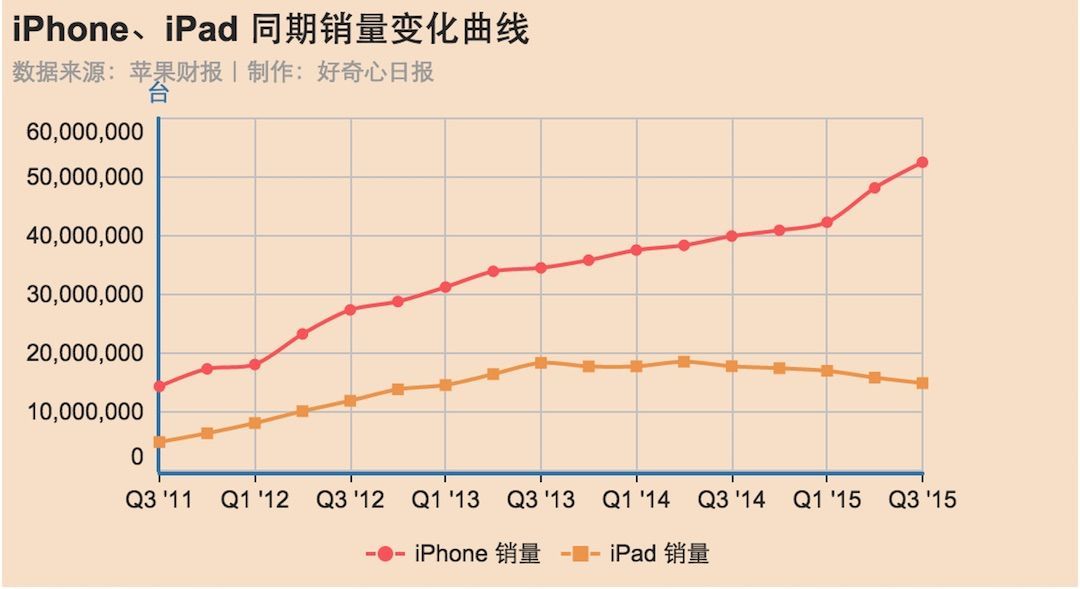 iPhone、iPad 同期销量变化曲线
数据来源：苹果财报丨制作：好奇心日报
台
60,000,000
50,000,000
40,000,000
30,000,000
20,000,000
10,000,000
0
Q3 '11 Q1 '12 Q3 '12 Q1 '13 Q3 '13 Q1 '14 Q3 '14 Q1 '15 Q3 '15
iPhone 销量 iPad 销量